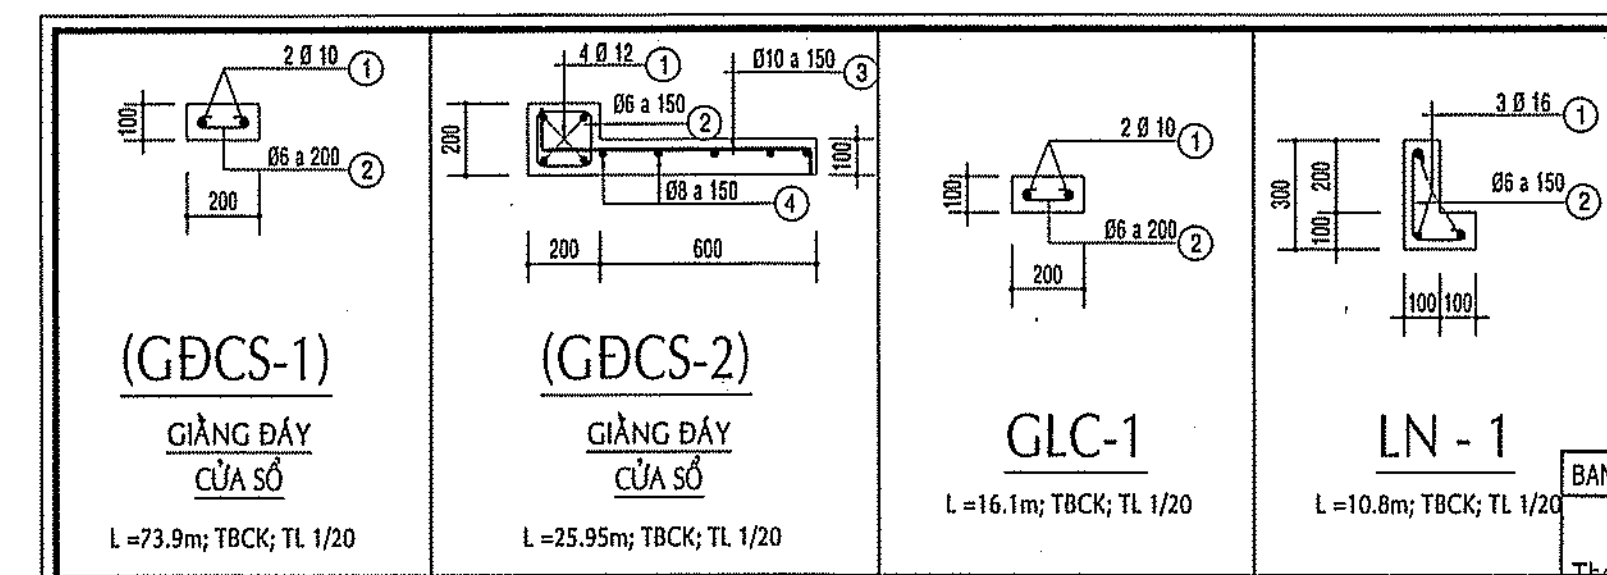 2 Ø 10
1
100
Ø6 a 200
2
200
(GĐCS-1)
GIẰNG ĐÁY
CỬA SỔ
L =73.9m; TBCK; TL 1/20
4 Ø 12
1
Ø10 a 150
3
Ø6 a 150
2
200
100
Ø8 a 150
4
200
600
(GĐCS-2)
GIẰNG ĐÁY
CỬA SỔ
L =25.95m; TBCK; TL 1/20
2 Ø 10
1
100
Ø6 a 200
2
200
GLC-1
L =16.1m; TBCK; TL 1/20
3 Ø 16
1
300
200
100
Ø6 a 150
2
100
100
LN - 1
L =10.8m; TBCK; TL 1/20